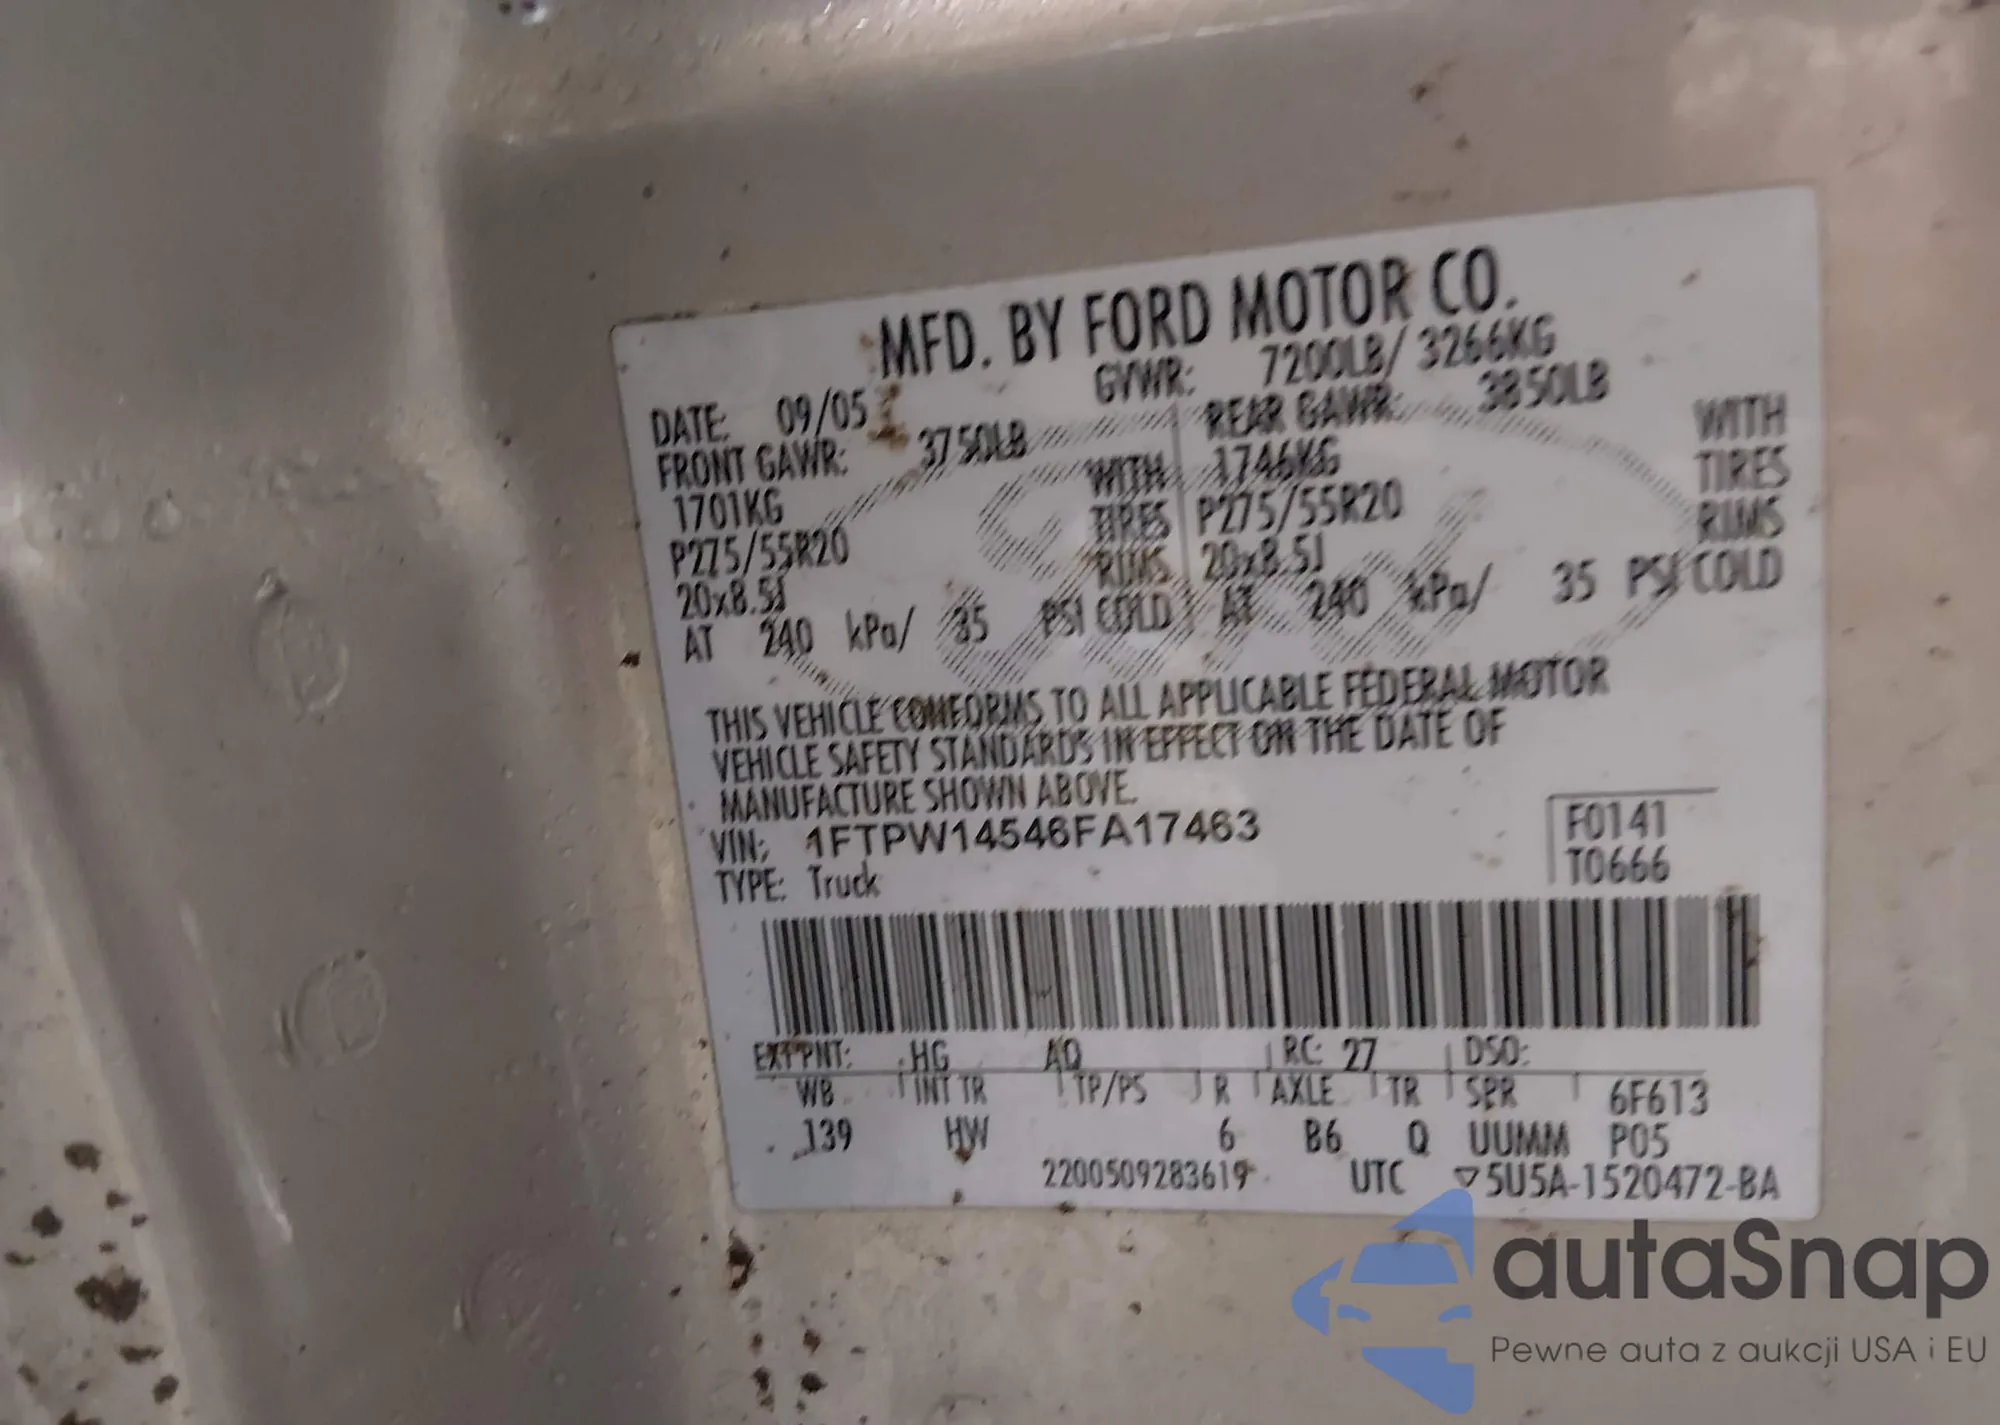 MFD. BY FORD MOTOR CO.
DATE: 09/05 GVWR: 7200LB/ 3266KG
FRONT GAWR: 3750LB REAR GAWR: 3850LB
1701KG WITH 1746KG WITH
P275/55R20 TIRES P275/55R20 TIRES
20x8.5J RIMS 20x8.5J RIMS
AT 240 kPa/ 35 PSI COLD AT 240 kPa/ 35 PSI COLD
THIS VEHICLE CONFORMS TO ALL APPLICABLE FEDERAL MOTOR
VEHICLE SAFETY STANDARDS IN EFFECT ON THE DATE OF
MANUFACTURE SHOWN ABOVE.
VIN: 1FTPW14546FA17463 F0141
TYPE: Truck T0666
EXT PNT: HG AQ RC: 27 DSO:
WB INT TR TP/PS R AXLE TR SPR 6F613
139 HW 6 B6 Q UUMM P05
2200509283619 UTC ▽5U5A-1520472-BA
autaSnap
Pewne auta z aukcji USA i EU